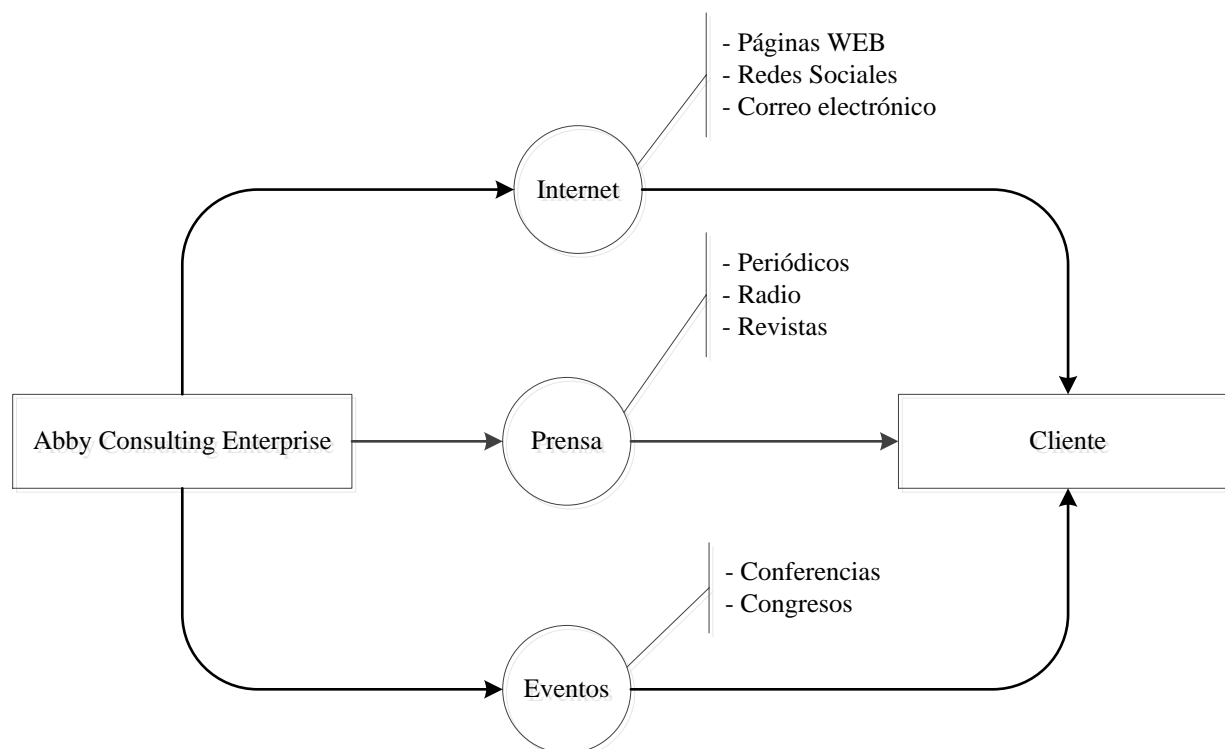 - Páginas WEB
- Redes Sociales
- Correo electrónico
Internet
- Periódicos
- Radio
- Revistas
Abby Consulting Enterprise
Prensa
Cliente
- Conferencias
- Congresos
Eventos